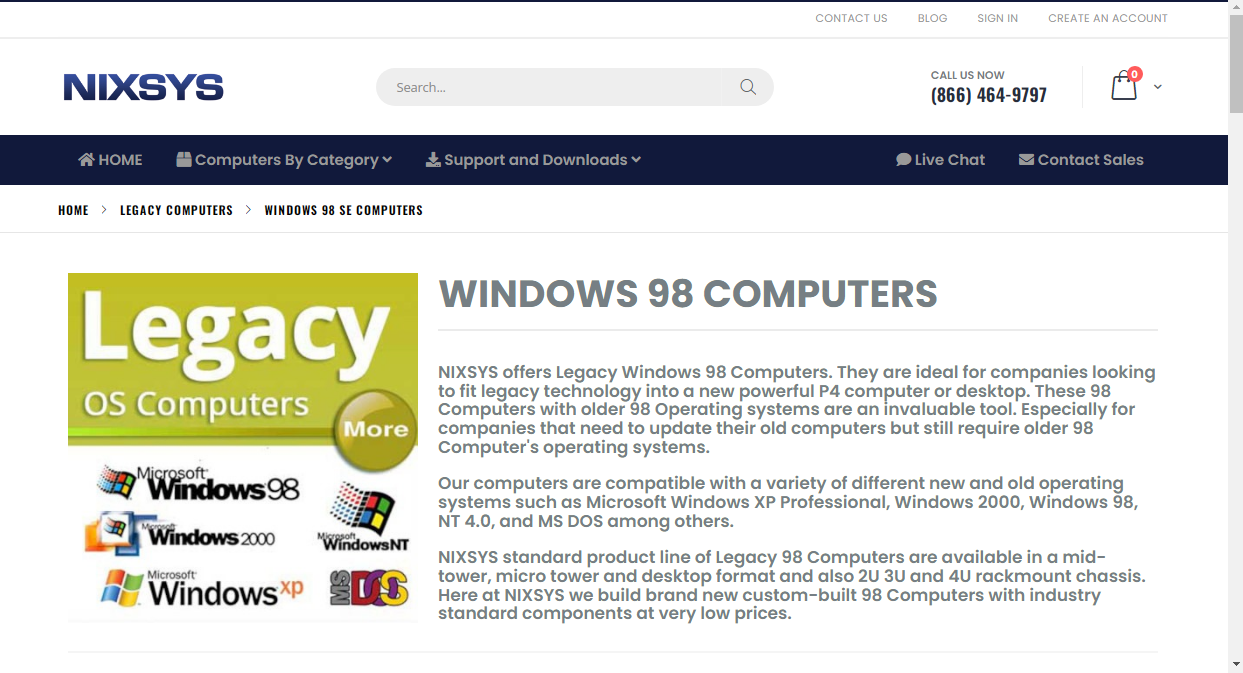 CONTACT US BLOG SIGN IN CREATE AN ACCOUNT
NIXSYS
Search...
CALL US NOW
(866) 464-9797
0
HOME Computers By Category Support and Downloads Live Chat Contact Sales
HOME > LEGACY COMPUTERS > WINDOWS 98 SE COMPUTERS
Legacy
OS Computers
More
Microsoft
Windows 98
Microsoft
Windows 2000
Microsoft
WindowsNT
Microsoft
Windows xp
MS DOS
WINDOWS 98 COMPUTERS
NIXSYS offers Legacy Windows 98 Computers. They are ideal for companies looking
to fit legacy technology into a new powerful P4 computer or desktop. These 98
Computers with older 98 Operating systems are an invaluable tool. Especially for
companies that need to update their old computers but still require older 98
Computer's operating systems.
Our computers are compatible with a variety of different new and old operating
systems such as Microsoft Windows XP Professional, Windows 2000, Windows 98,
NT 4.0, and MS DOS among others.
NIXSYS standard product line of Legacy 98 Computers are available in a mid-
tower, micro tower and desktop format and also 2U 3U and 4U rackmount chassis.
Here at NIXSYS we build brand new custom-built 98 Computers with industry
standard components at very low prices.